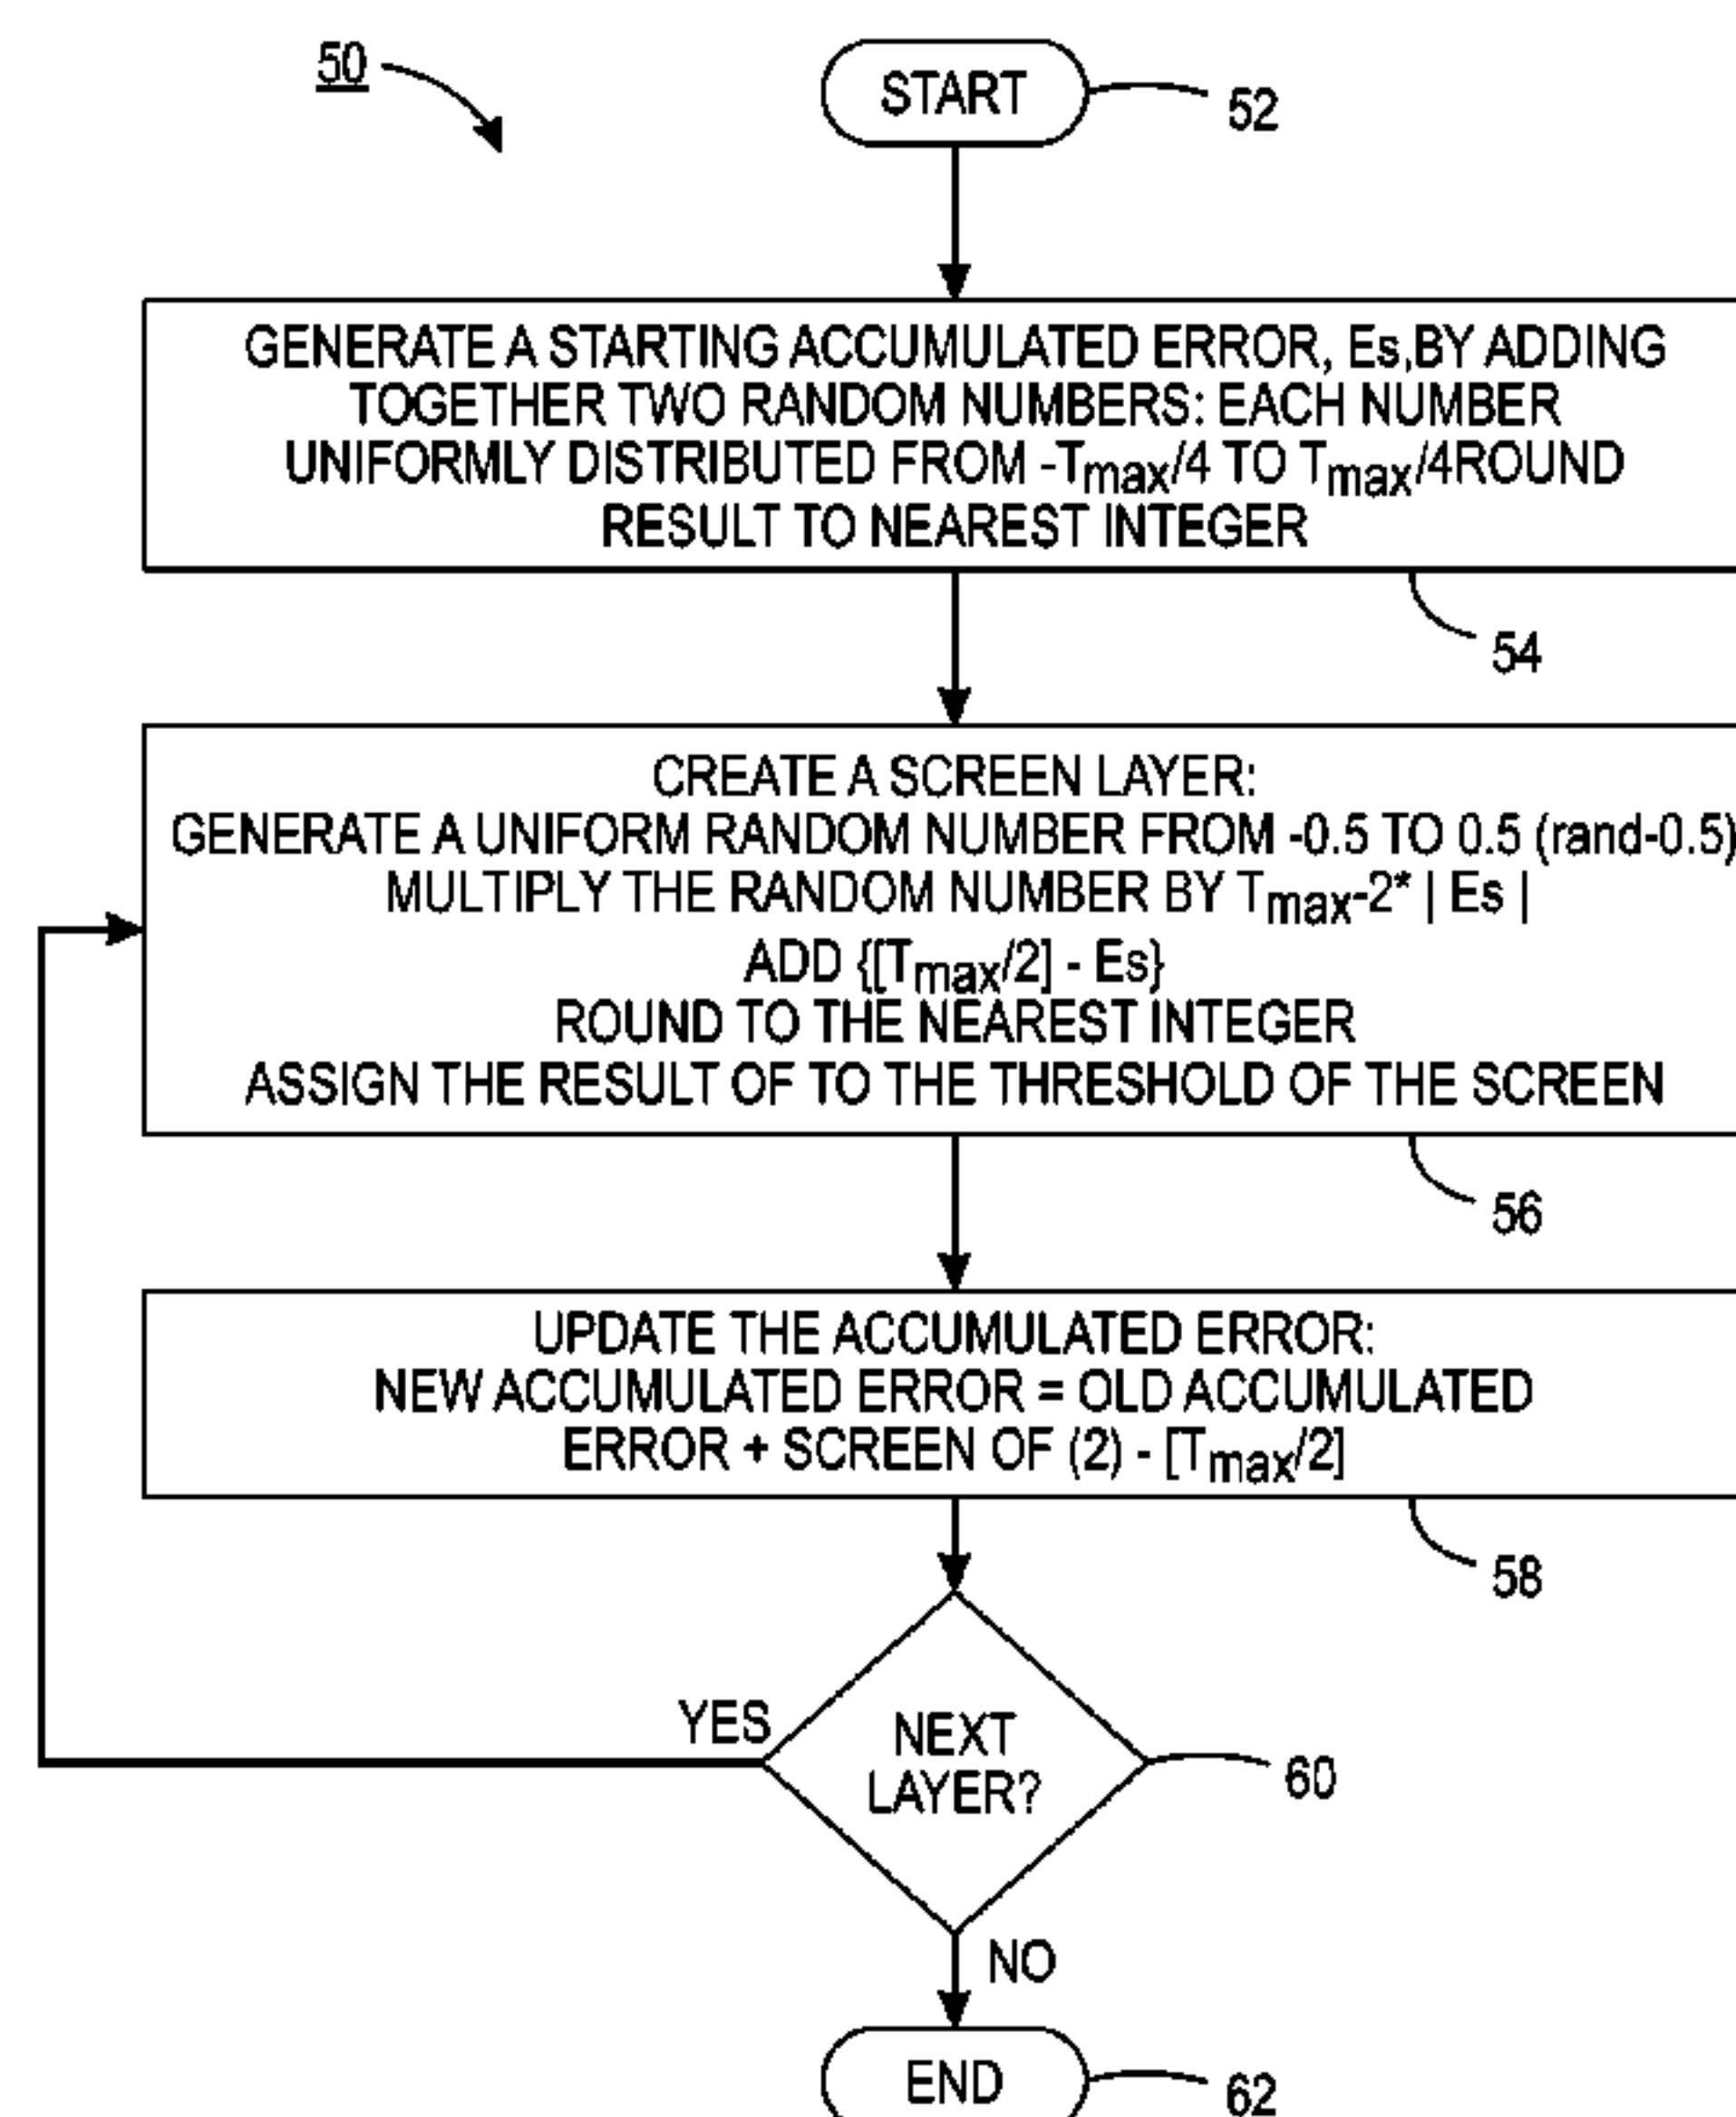 50
START
52
GENERATE A STARTING ACCUMULATED ERROR, Es,BY ADDING
TOGETHER TWO RANDOM NUMBERS: EACH NUMBER
UNIFORMLY DISTRIBUTED FROM -Tmax/4 TO Tmax/4ROUND
RESULT TO NEAREST INTEGER
54
CREATE A SCREEN LAYER:
GENERATE A UNIFORM RANDOM NUMBER FROM -0.5 TO 0.5 (rand-0.5)
MULTIPLY THE RANDOM NUMBER BY Tmax-2* | Es |
ADD {[Tmax/2] - Es}
ROUND TO THE NEAREST INTEGER
ASSIGN THE RESULT OF TO THE THRESHOLD OF THE SCREEN
56
UPDATE THE ACCUMULATED ERROR:
NEW ACCUMULATED ERROR = OLD ACCUMULATED
ERROR + SCREEN OF (2) - [Tmax/2]
58
YES
NEXT
LAYER?
60
NO
END
62